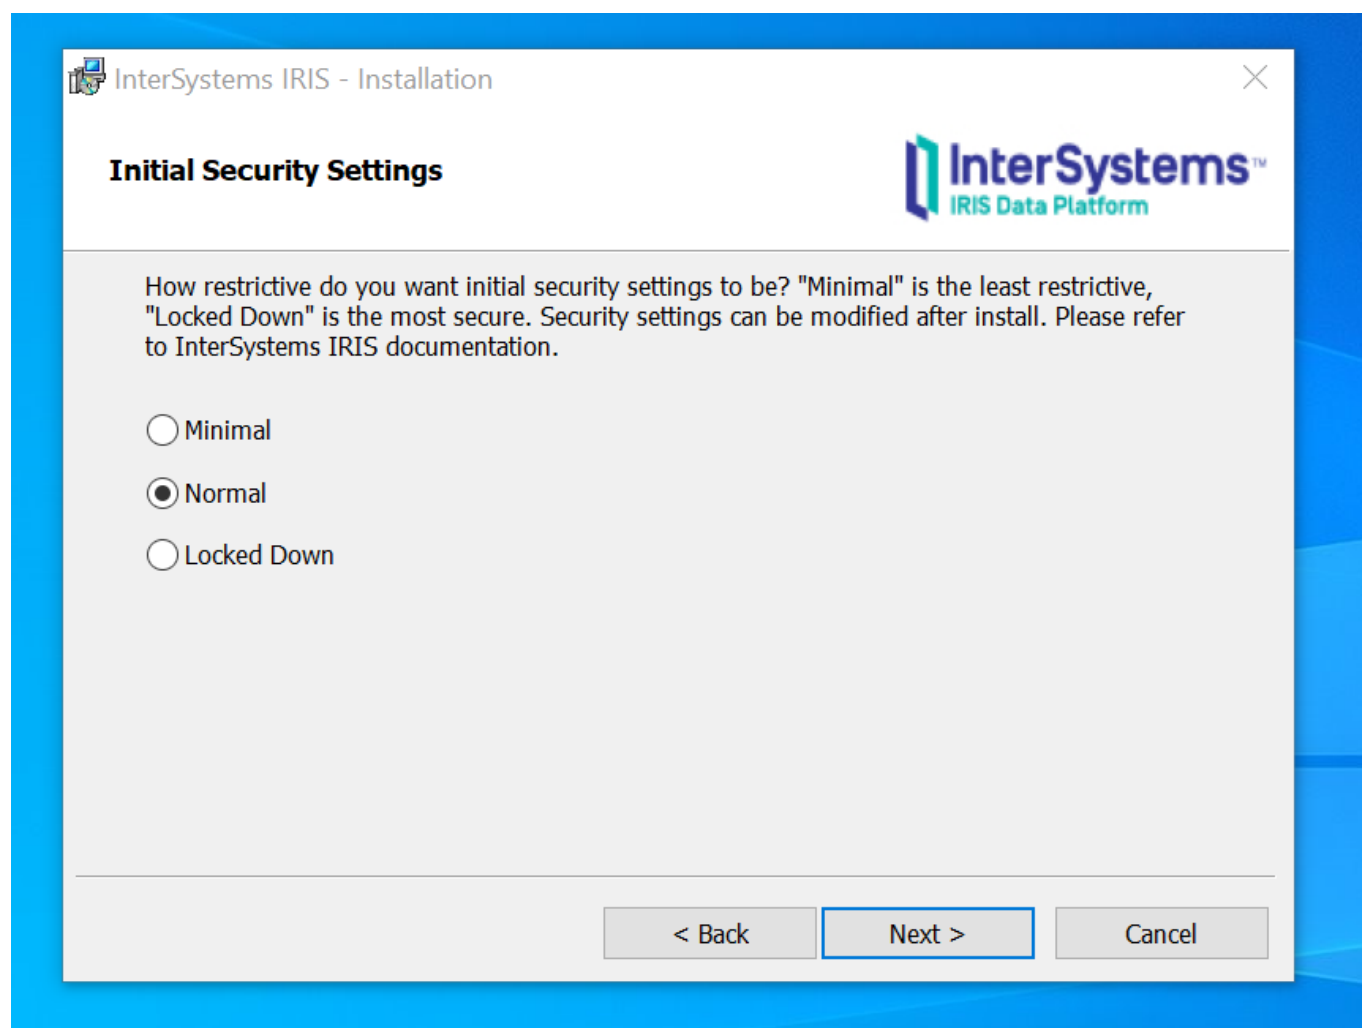 InterSystems IRIS - Installation
Initial Security Settings
InterSystems™
IRIS Data Platform
How restrictive do you want initial security settings to be? "Minimal" is the least restrictive,
"Locked Down" is the most secure. Security settings can be modified after install. Please refer
to InterSystems IRIS documentation.
Minimal
Normal
Locked Down
< Back
Next >
Cancel